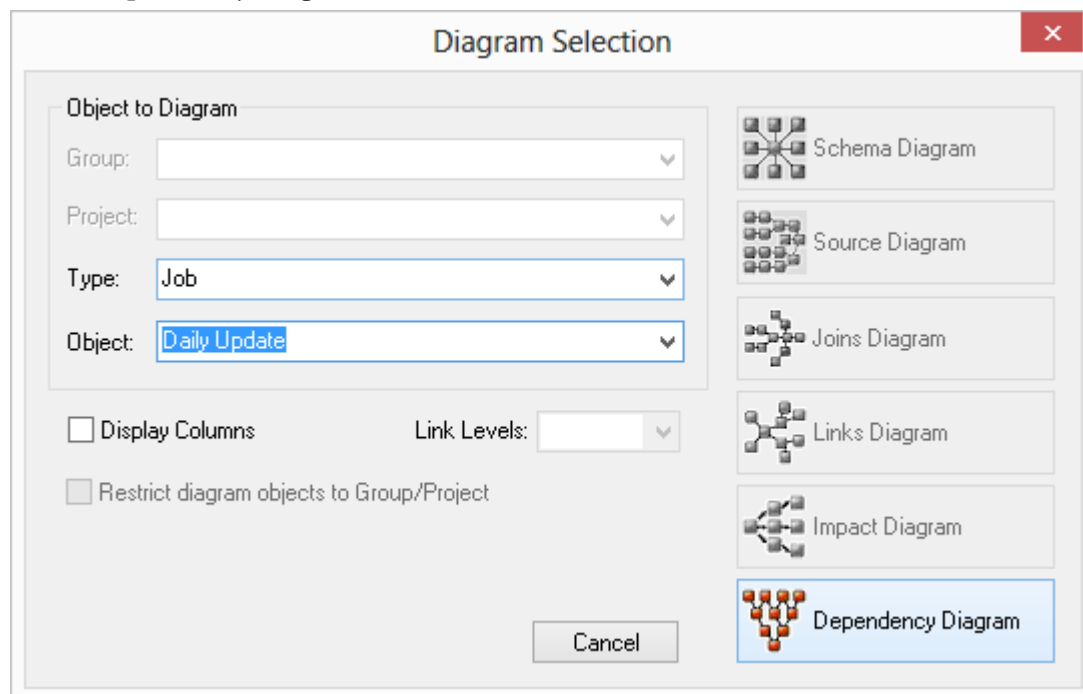 Diagram Selection
Object to Diagram
Group:
Project:
Type: Job
Object: Daily Update
Display Columns Link Levels:
Restrict diagram objects to Group/Project
Cancel
Schema Diagram
Source Diagram
Joins Diagram
Links Diagram
Impact Diagram
Dependency Diagram